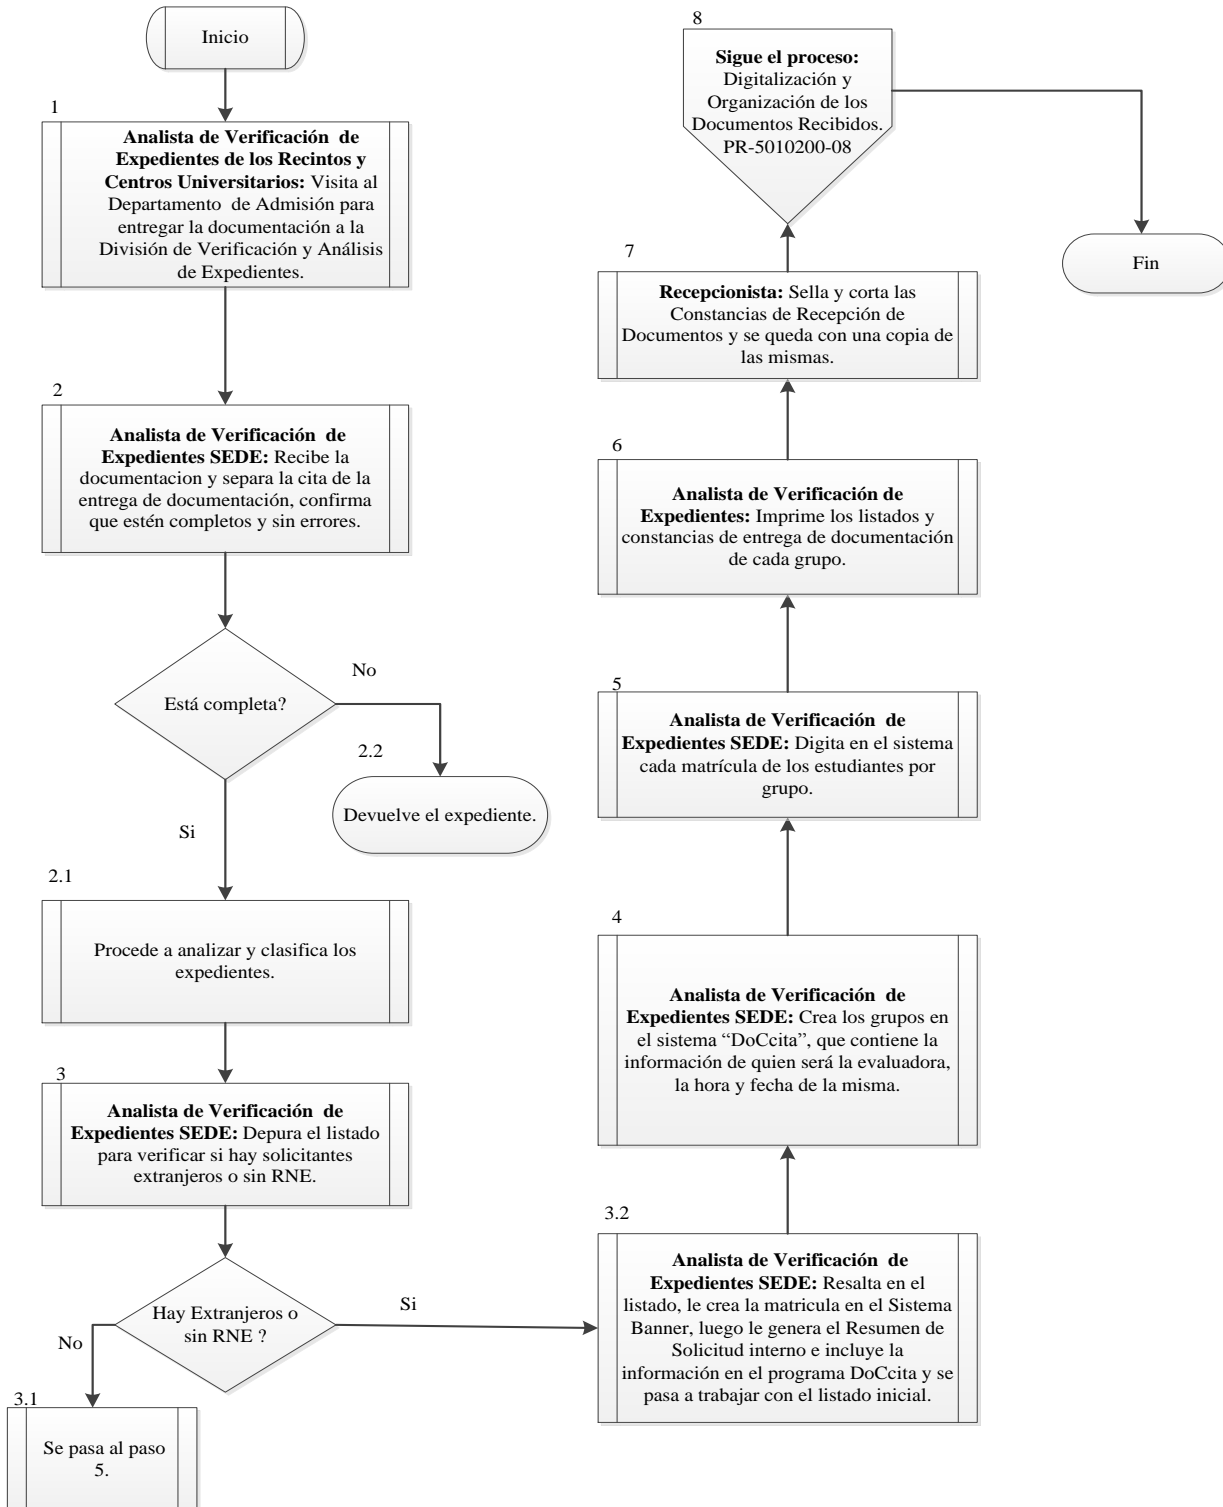 Inicio
1
Analista de Verificación de
Expedientes de los Recintos y
Centros Universitarios: Visita al
Departamento de Admisión para
entregar la documentación a la
División de Verificación y Análisis
de Expedientes.
2
Analista de Verificación de
Expedientes SEDE: Recibe la
documentacion y separa la cita de la
entrega de documentación, confirma
que estén completos y sin errores.
Está completa?
No
2.2
Devuelve el expediente.
Si
2.1
Procede a analizar y clasifica los
expedientes.
3
Analista de Verificación de
Expedientes SEDE: Depura el listado
para verificar si hay solicitantes
extranjeros o sin RNE.
Hay Extranjeros o
sin RNE ?
No
3.1
Se pasa al paso
5.
Si
3.2
Analista de Verificación de
Expedientes SEDE: Resalta en el
listado, le crea la matricula en el Sistema
Banner, luego le genera el Resumen de
Solicitud interno e incluye la
información en el programa DoCcita y se
pasa a trabajar con el listado inicial.
4
Analista de Verificación de
Expedientes SEDE: Crea los grupos en
el sistema “DoCcita”, que contiene la
información de quien será la evaluadora,
la hora y fecha de la misma.
5
Analista de Verificación de
Expedientes SEDE: Digita en el sistema
cada matrícula de los estudiantes por
grupo.
6
Analista de Verificación de
Expedientes: Imprime los listados y
constancias de entrega de documentación
de cada grupo.
7
Recepcionista: Sella y corta las
Constancias de Recepción de
Documentos y se queda con una copia de
las mismas.
8
Sigue el proceso:
Digitalización y
Organización de los
Documentos Recibidos.
PR-5010200-08
Fin